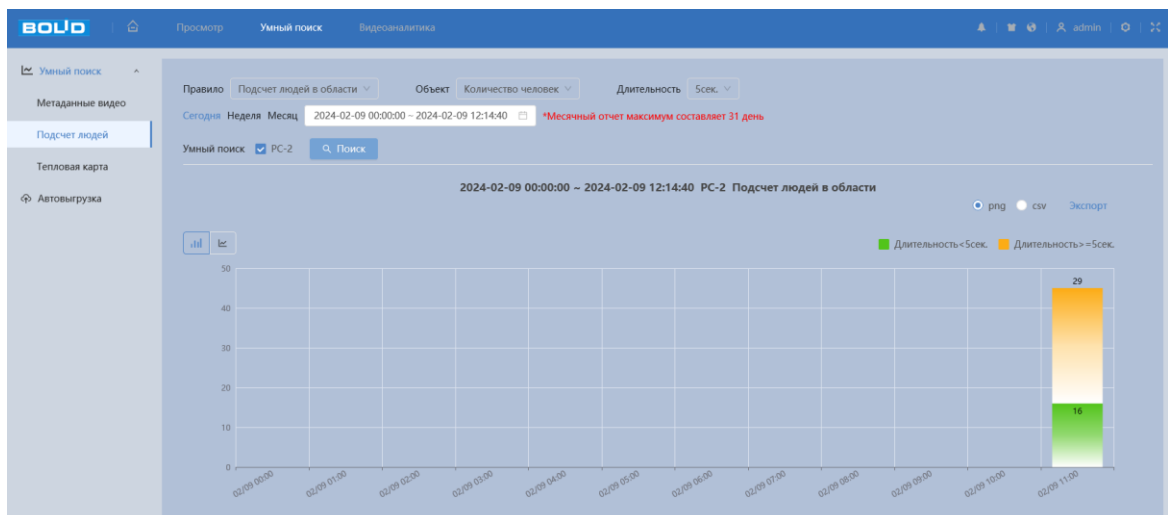 BOLID Просмотр Умный поиск Видеоаналитика admin
Умный поиск
Метаданные видео
Подсчет людей
Тепловая карта
Автовыгрузка
Правило Подсчет людей в области Объект Количество человек Длительность 5сек.
Сегодня Неделя Месяц 2024-02-09 00:00:00 ~ 2024-02-09 12:14:40 *Месячный отчет максимум составляет 31 день
Умный поиск PC-2 Поиск
2024-02-09 00:00:00 ~ 2024-02-09 12:14:40 PC-2 Подсчет людей в области
png csv Экспорт
Длительность<5сек. Длительность>=5сек.
50
29
40
30
20
16
10
0
02/09 00:00 02/09 01:00 02/09 02:00 02/09 03:00 02/09 04:00 02/09 05:00 02/09 06:00 02/09 07:00 02/09 08:00 02/09 09:00 02/09 10:00 02/09 11:00